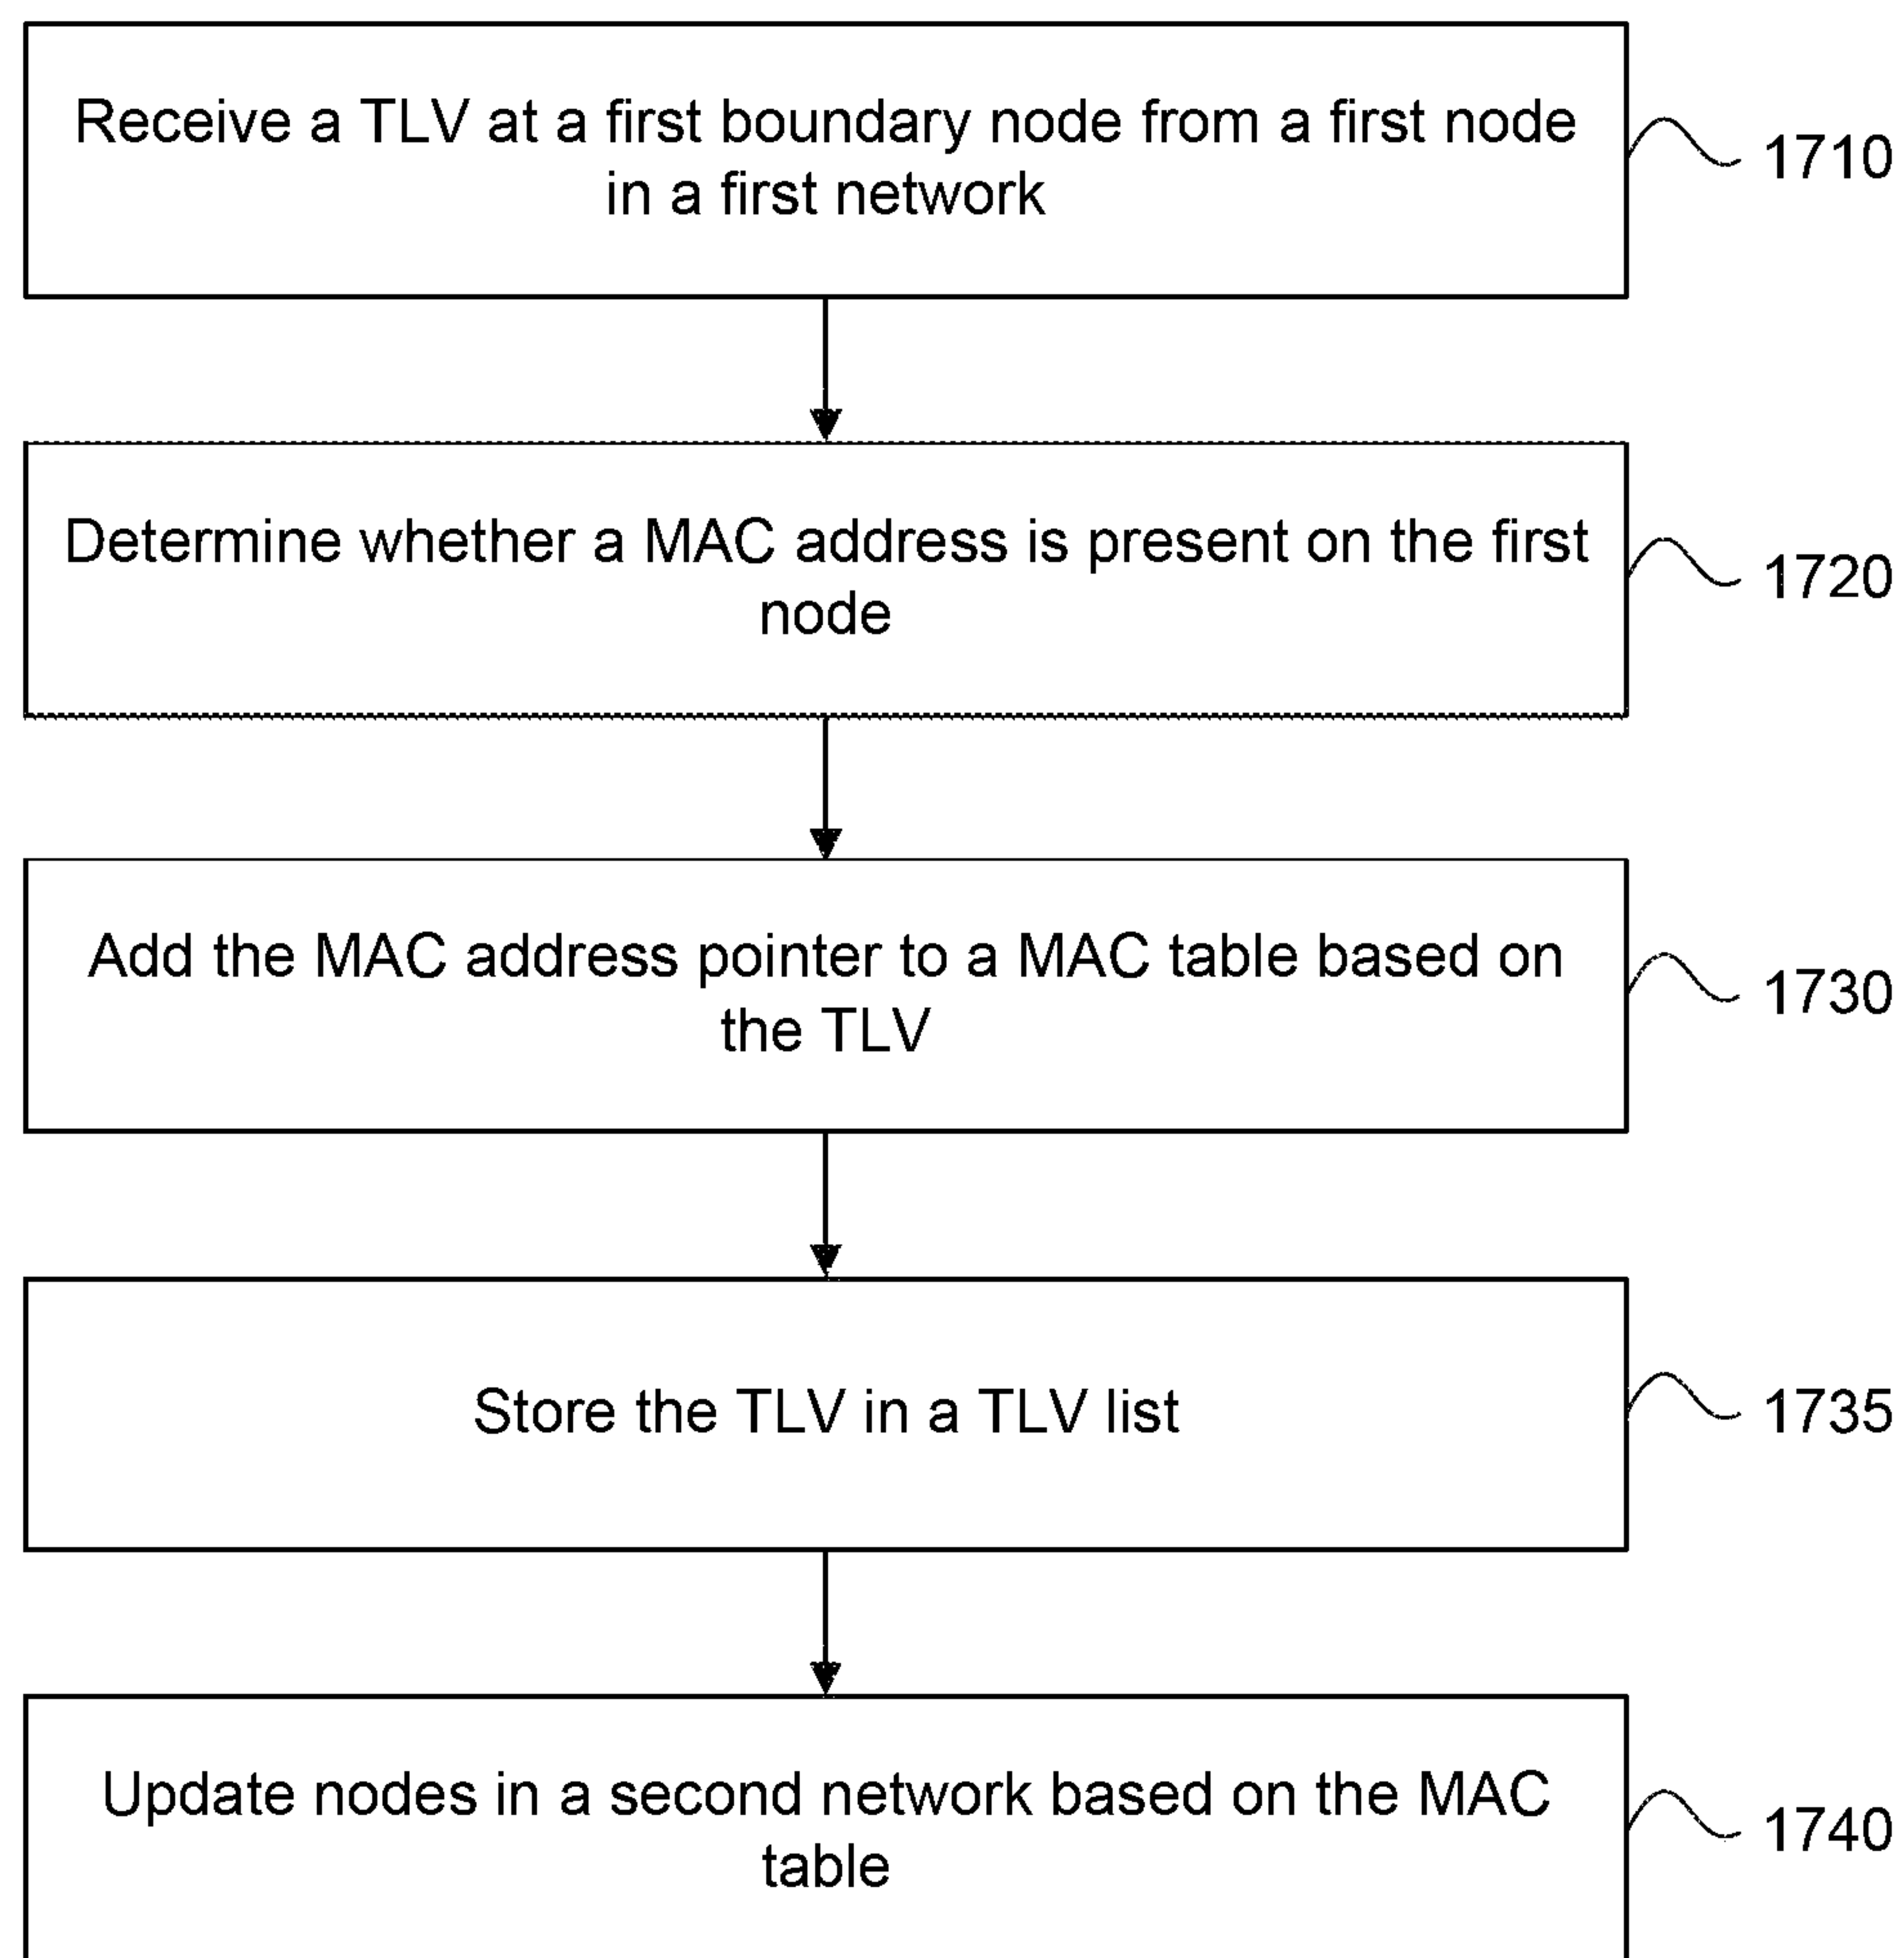 Receive a TLV at a first boundary node from a first node
in a first network
1710
Determine whether a MAC address is present on the first
node
1720
Add the MAC address pointer to a MAC table based on
the TLV
1730
Store the TLV in a TLV list
1735
Update nodes in a second network based on the MAC
table
1740